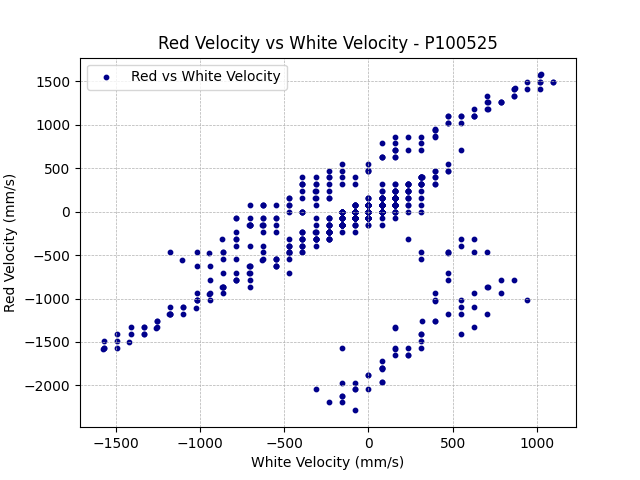 Red Velocity vs White Velocity - P100525
Red vs White Velocity
1500
1000
500
0
−500
−1000
−1500
−2000
Red Velocity (mm/s)
−1500 −1000 −500 0 500 1000
White Velocity (mm/s)